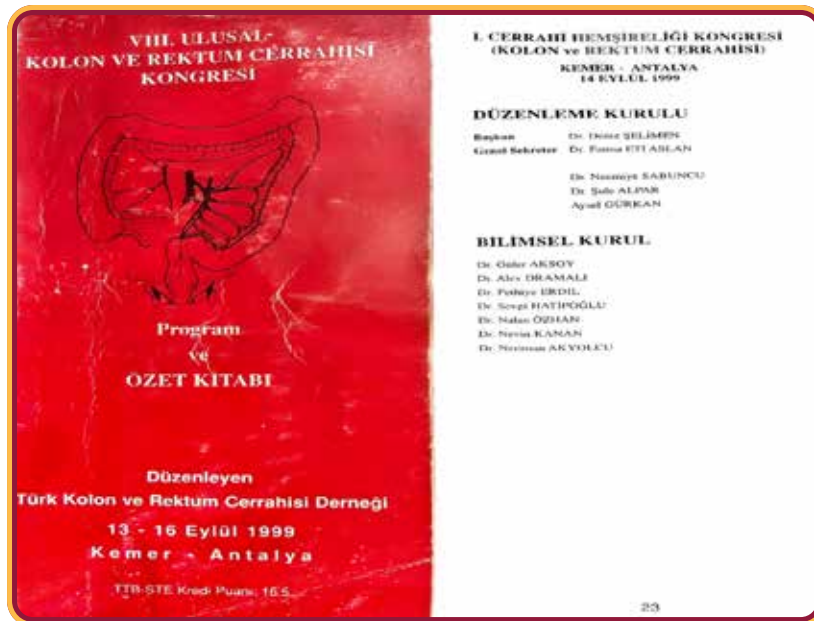 VIII. ULUSAL
KOLON VE REKTUM CERRAHİSİ
KONGRESİ
Program
ve
ÖZET KİTABI
Düzenleyen
Türk Kolon ve Rektum Cerrahisi Derneği
13 - 16 Eylül 1999
Kemer - Antalya
TTB-STE Kredi Puanı: 16.5
I. CERRAHİ HEMŞİRELİĞİ KONGRESİ
(KOLON ve REKTUM CERRAHİSİ)
KEMER - ANTALYA
14 EYLÜL 1999
DÜZENLEME KURULU
Başkan Dr. Deniz ŞELİMEN
Genel Sekreter Dr. Fatma ETİ ASLAN
Dr. Necmiye SABUNCU
Dr. Şule ALPAR
Aysel GÜRKAN
BİLİMSEL KURUL
Dr. Güler AKSOY
Dr. Alev DRAMALI
Dr. Fethiye ERDİL
Dr. Sevgi HATİPOĞLU
Dr. Nalan ÖZHAN
Dr. Nevin KANAN
Dr. Neriman AKYOLCU
23